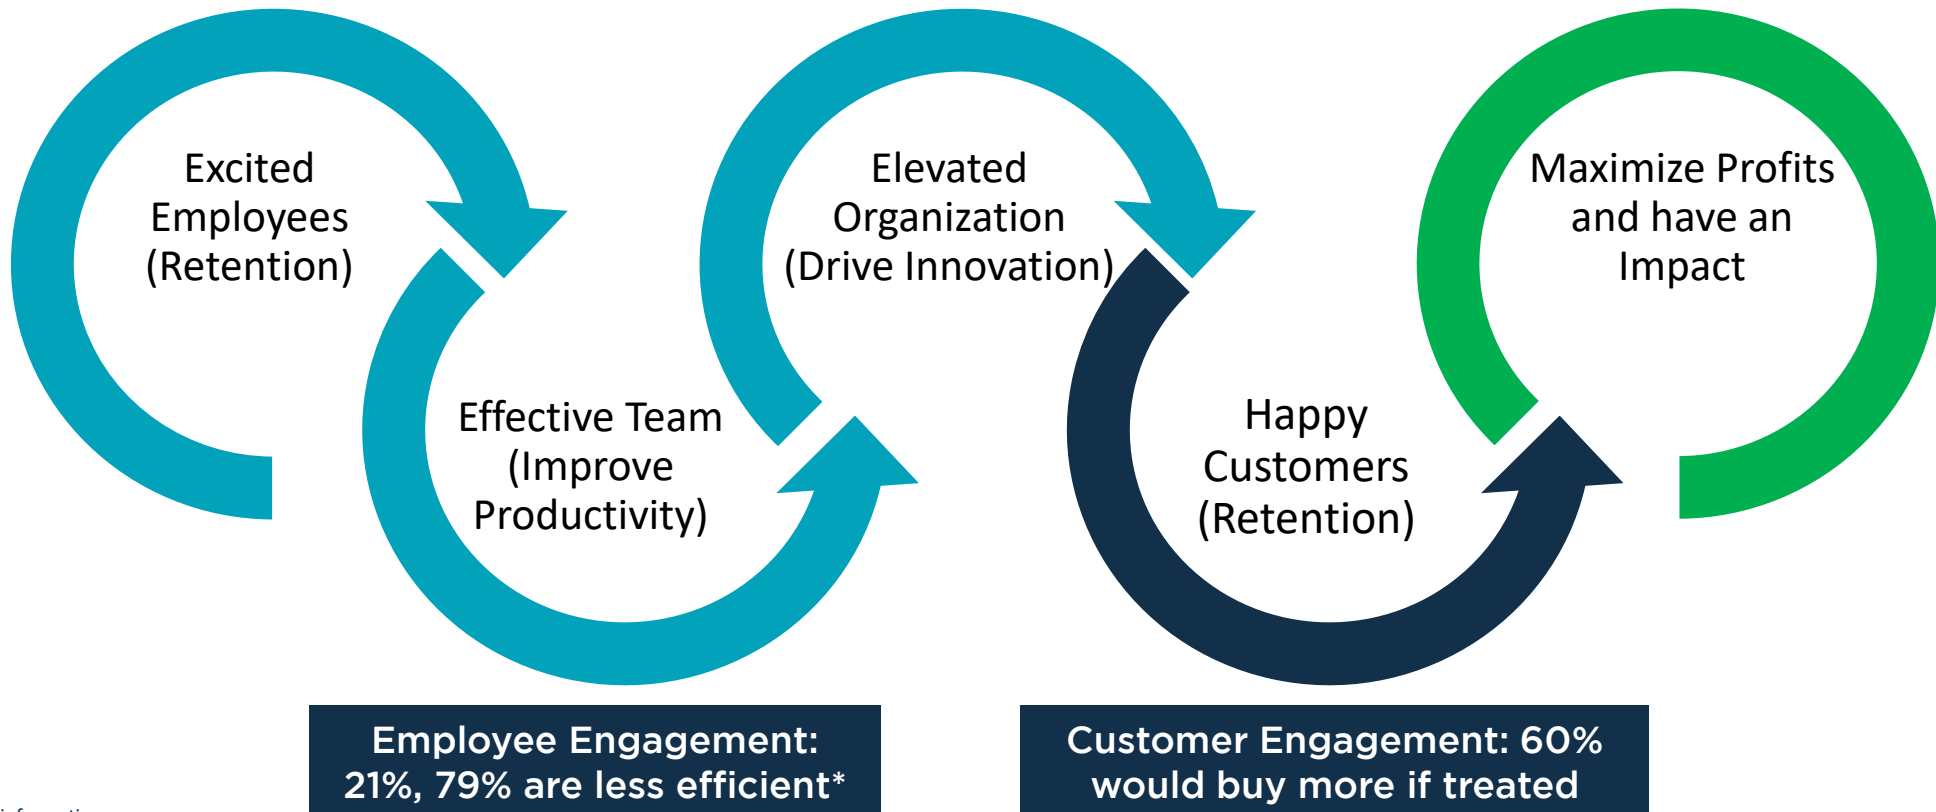 Excited
Employees
(Retention)
Effective Team
(Improve
Productivity)
Elevated
Organization
(Drive Innovation)
Happy
Customers
(Retention)
Maximize Profits
and have an
Impact
Employee Engagement:
21%, 79% are less efficient*
Customer Engagement: 60%
would buy more if treated